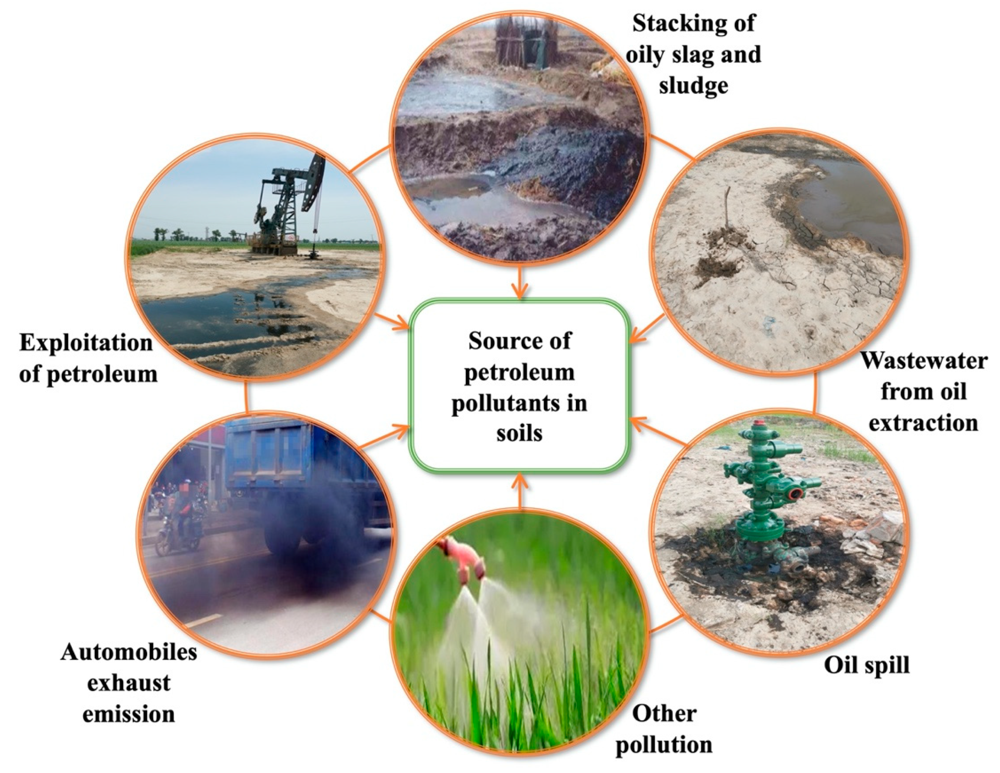 Stacking of
oily slag and
sludge
Exploitation
of petroleum
Source of
petroleum
pollutants in
soils
Wastewater
from oil
extraction
Automobiles
exhaust
emission
Oil spill
Other
pollution